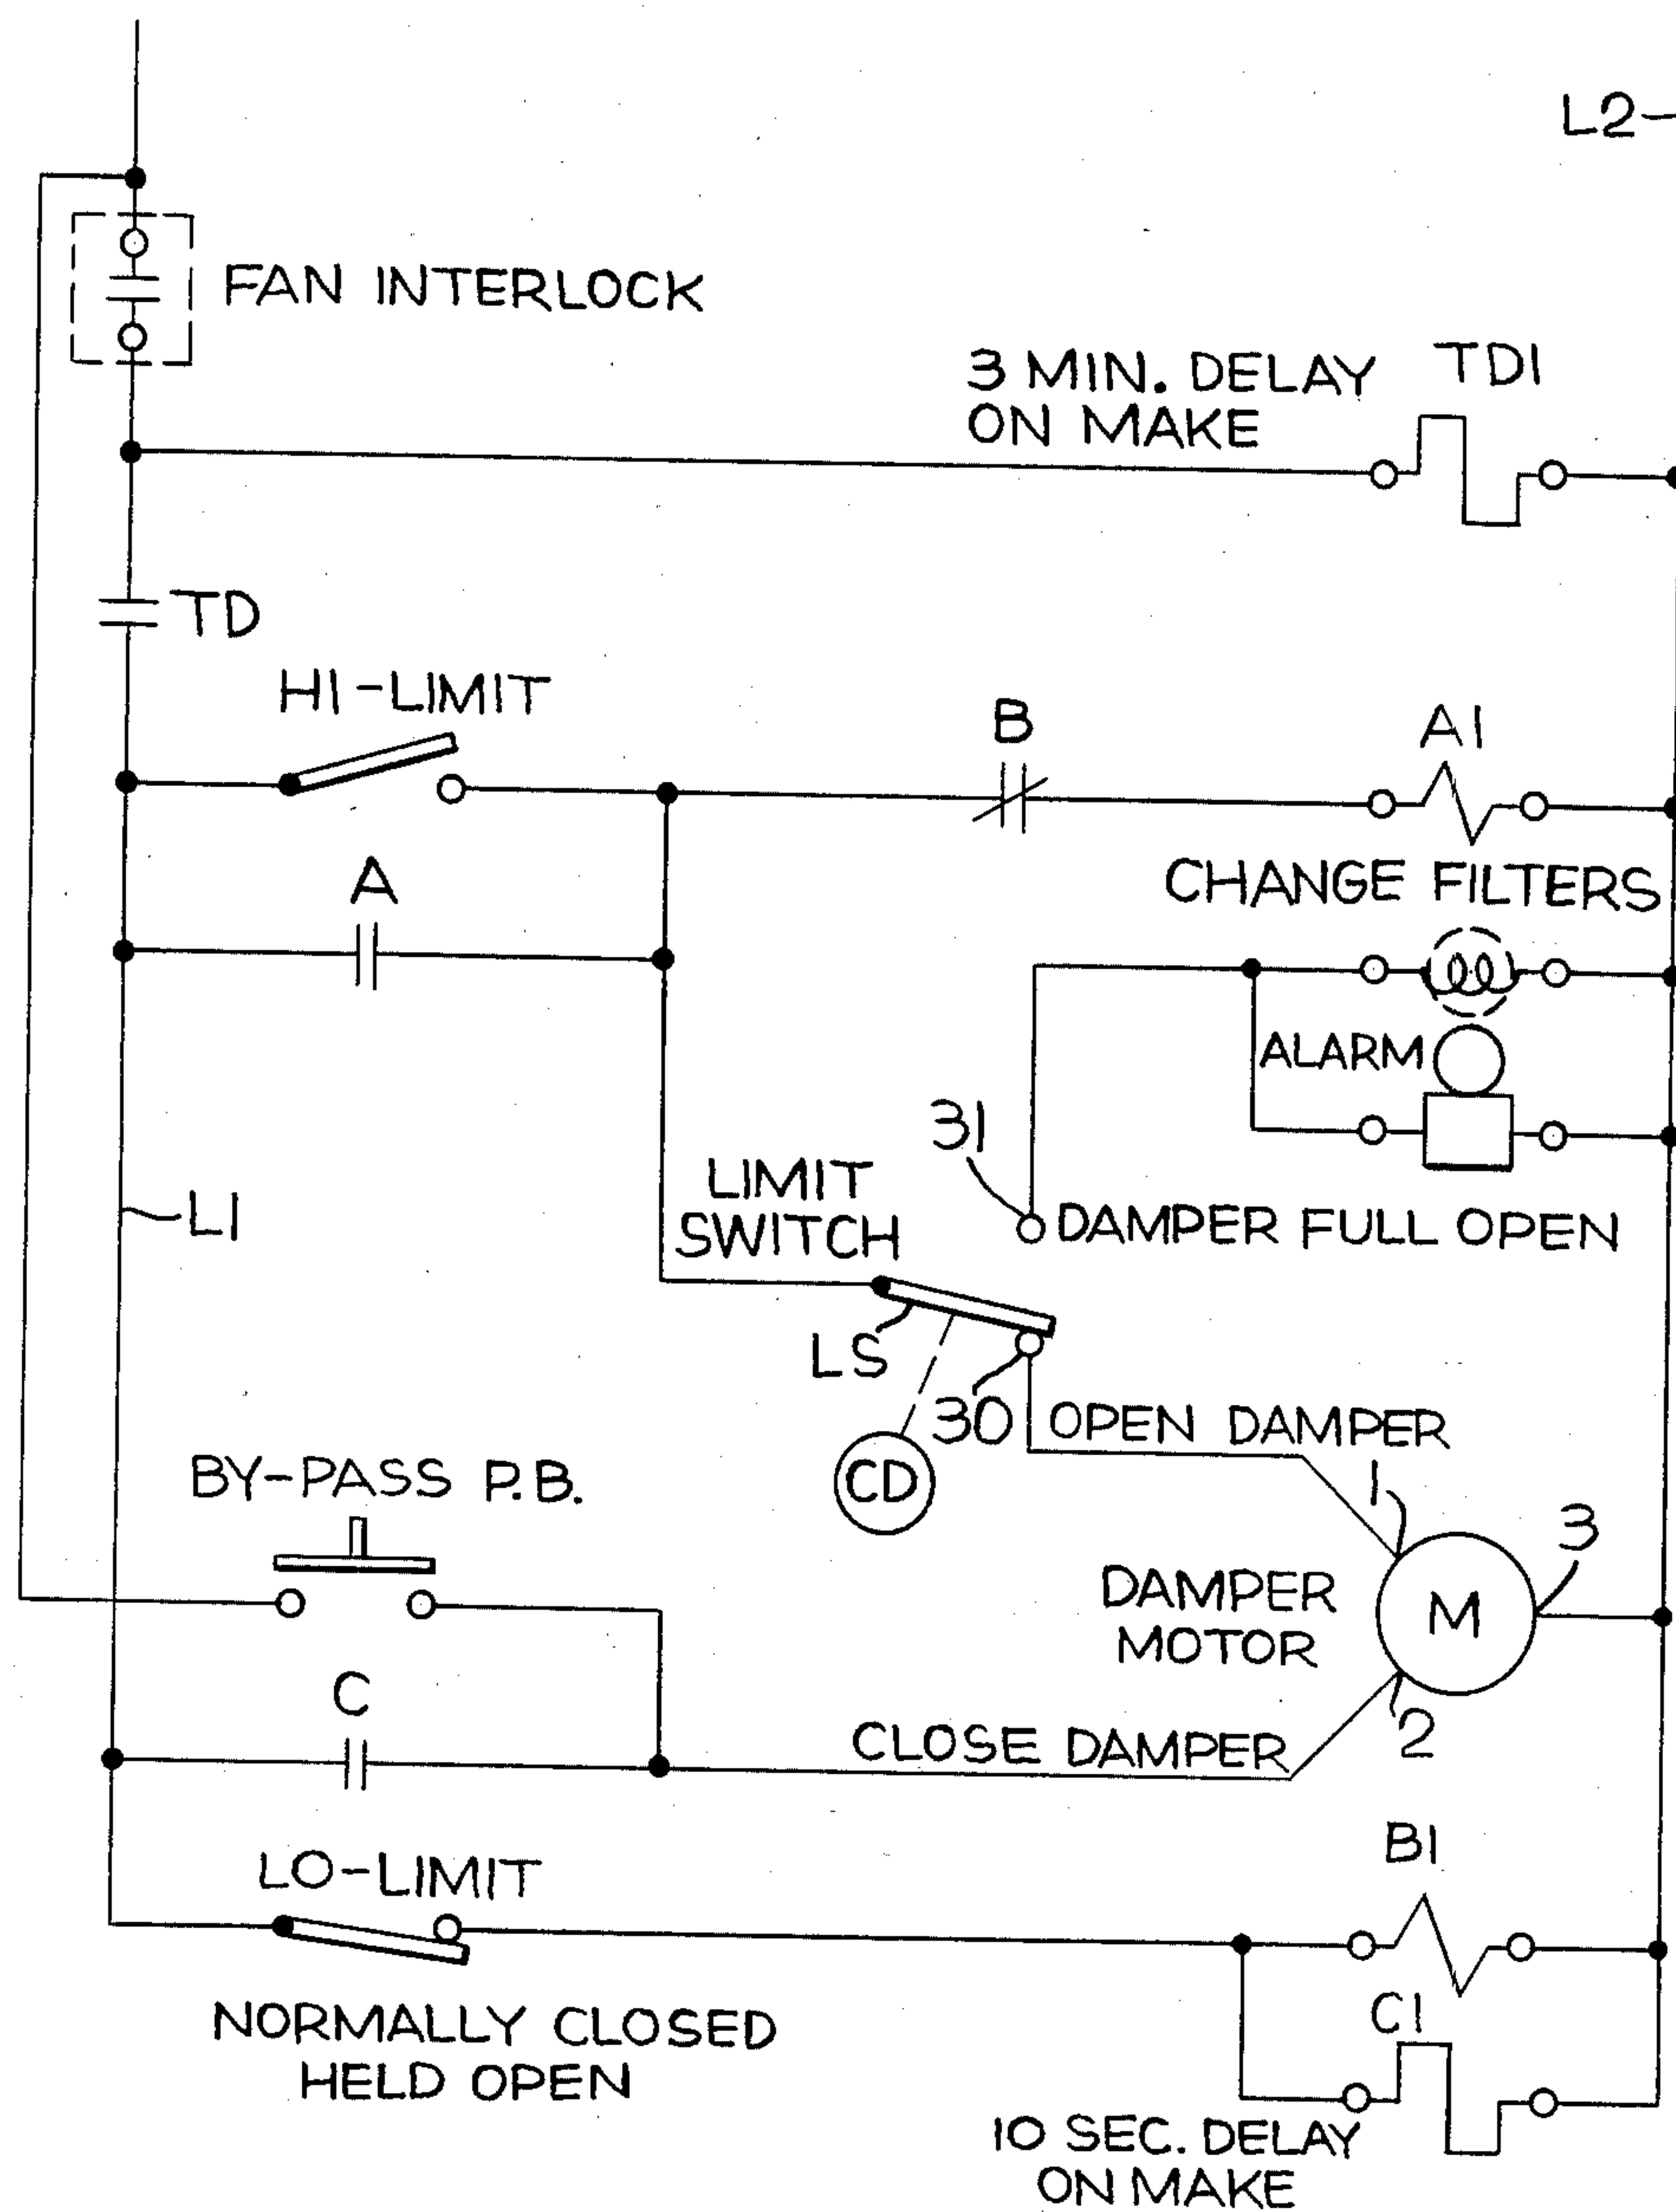 L2
FAN INTERLOCK
3 MIN. DELAY
ON MAKE
TD1
TD
HI-LIMIT
B
A1
A
CHANGE FILTERS
ALARM
31
LIMIT
SWITCH
DAMPER FULL OPEN
L1
LS
30
OPEN DAMPER
CD
BY-PASS P.B.
1
3
DAMPER
MOTOR
M
C
CLOSE DAMPER
2
B1
LO-LIMIT
NORMALLY CLOSED
HELD OPEN
C1
10 SEC. DELAY
ON MAKE